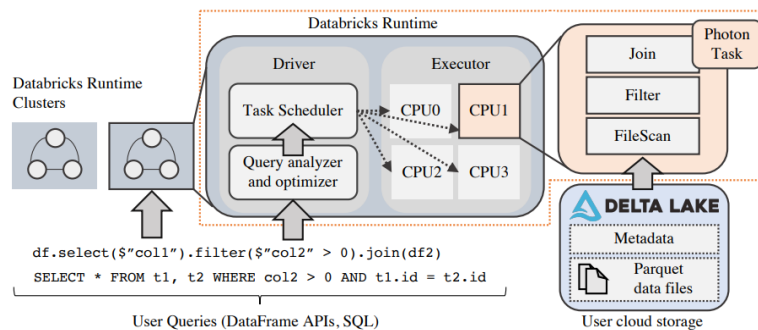 Databricks Runtime
Photon
Task
Driver
Executor
Join
Databricks Runtime
Clusters
Task Scheduler
CPU0
CPU1
Filter
FileScan
Query analyzer
and optimizer
CPU2
CPU3
DELTA LAKE
df.select($"col1").filter($"col2" > 0).join(df2)
Metadata
SELECT * FROM t1, t2 WHERE col2 > 0 AND t1.id = t2.id
Parquet
data files
User Queries (DataFrame APIs, SQL)
User cloud storage